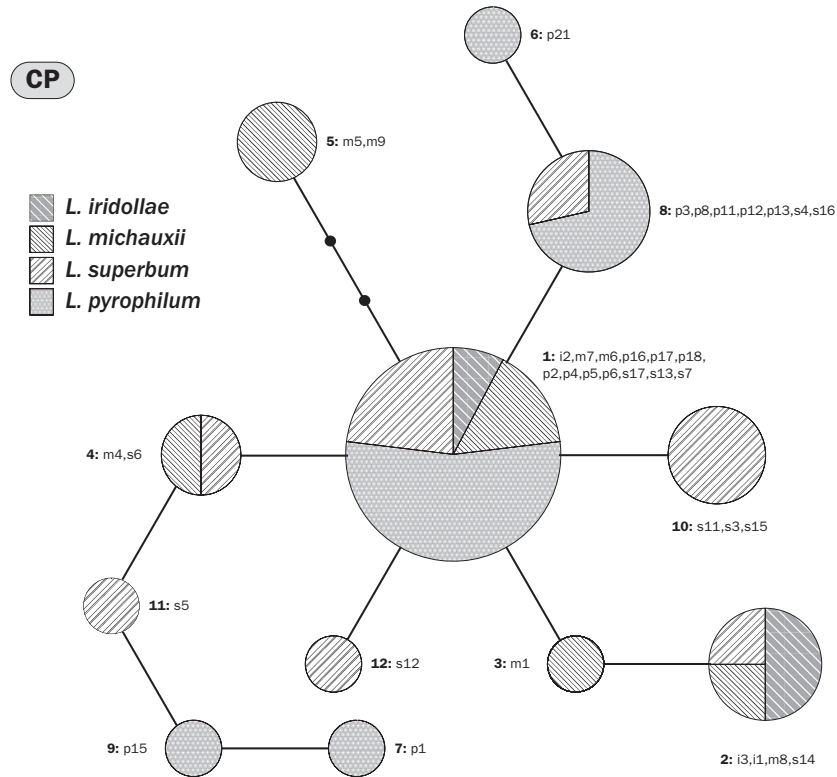 6: p21
CP
5: m5,m9
L. iridollae
L. michauxii
L. superbum
L. pyrophilum
8: p3,p8,p11,p12,p13,s4,s16
1: i2,m7,m6,p16,p17,p18,
p2,p4,p5,p6,s17,s13,s7
4: m4,s6
10: s11,s3,s15
11: s5
12: s12
3: m1
9: p15
7: p1
2: i3,i1,m8,s14